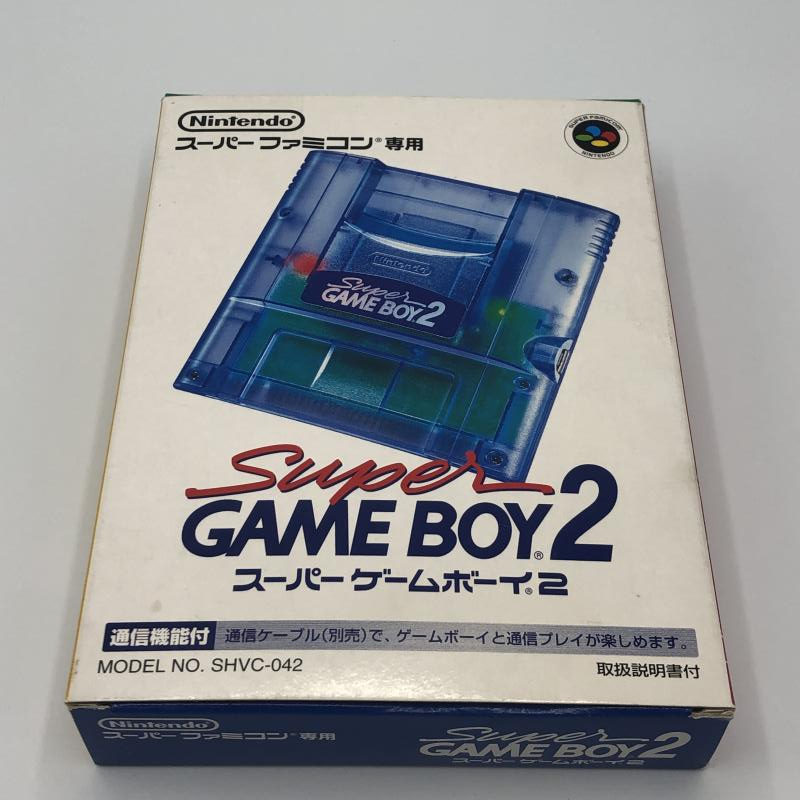 Nintendo
スーパーファミコン®専用
SUPER FAMICOM
NINTENDO
Nintendo
Super
GAME BOY2
Super
GAME BOY®2
スーパーゲームボーイ®2
通信機能付 通信ケーブル(別売)で、ゲームボーイと通信プレイが楽しめます。
MODEL NO. SHVC-042 取扱説明書付
Nintendo
スーパーファミコン®専用
Super
GAME BOY2
スーパーゲームボーイ2